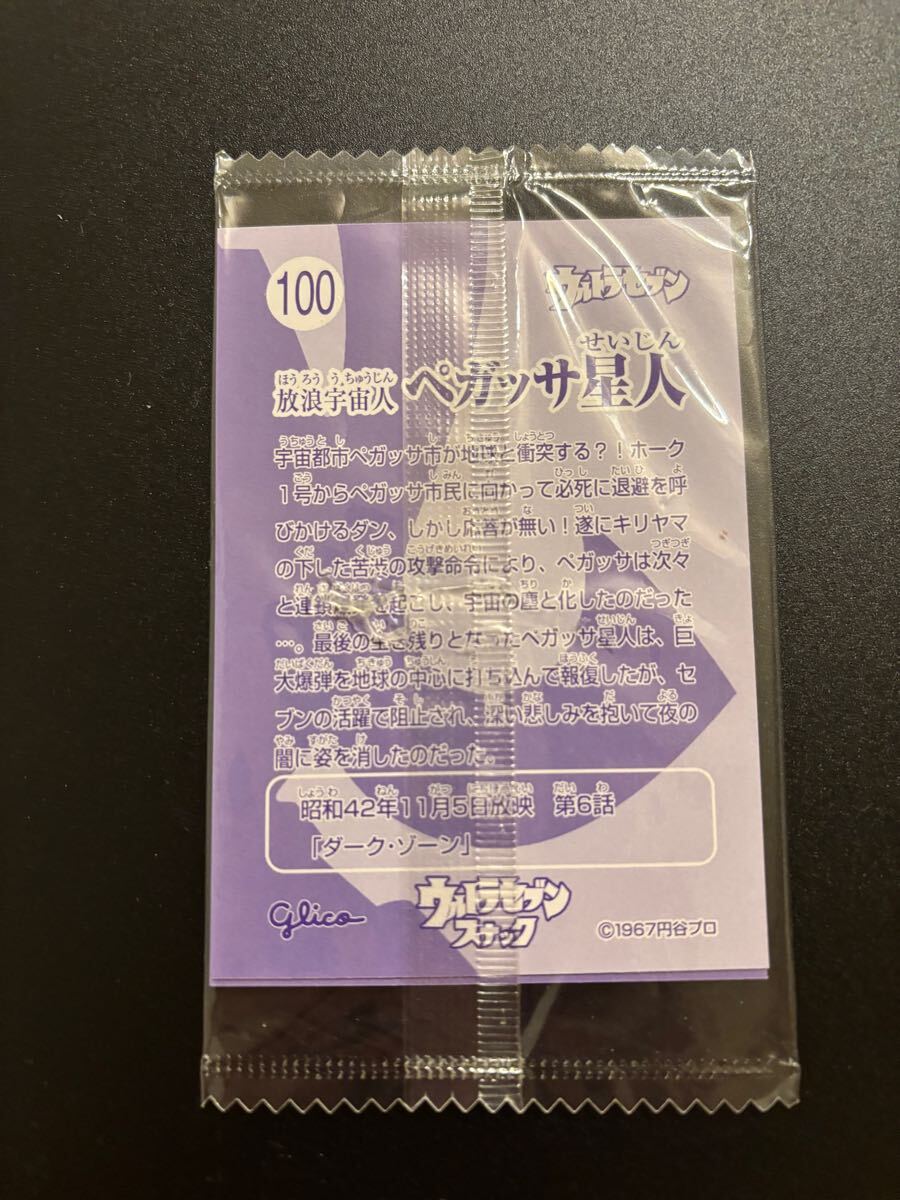 100
ウルトラセブン
放浪宇宙人 ペガッサ星人
ほうろう うちゅうじん せいじん
宇宙都市ペガッサ市が地球と衝突する?！ホーク
１号からペガッサ市民に向かって必死に退避を呼
びかけるダン、しかし応答が無い！遂にキリヤマ
の下した苦渋の攻撃命令により、ペガッサは次々
と連鎖 を起こし、宇宙の塵と化したのだった
…。最後の生き残りとなったペガッサ星人は、巨
大爆弾を地球の中心に打ち込んで報復したが、セ
ブンの活躍で阻止され、深い悲しみを抱いて夜の
闇に姿を消したのだった。
昭和42年11月5日放映 第6話
「ダーク・ゾーン」
glico
ウルトラセブン
スナック
©1967円谷プロ